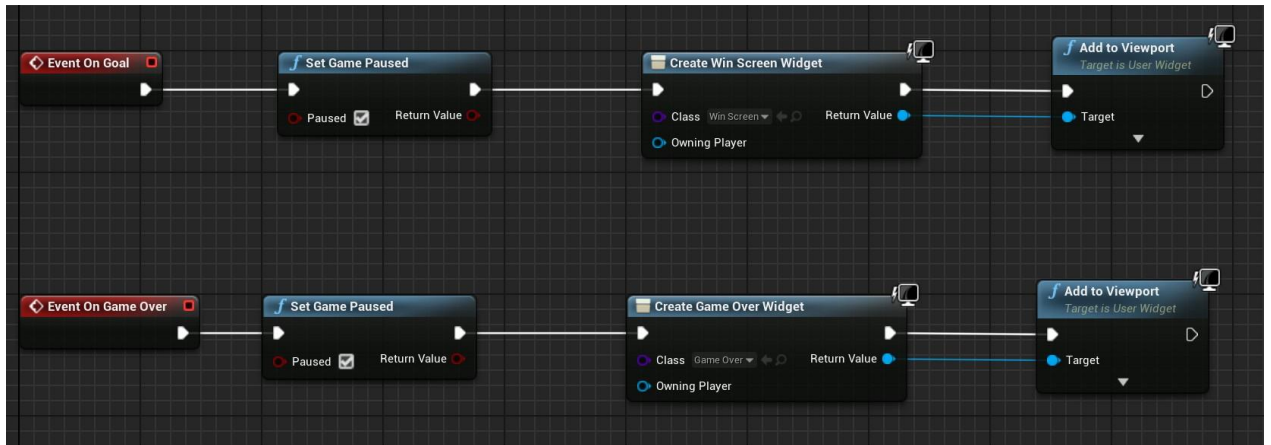 Event On Goal
Set Game Paused
Paused
Return Value
Create Win Screen Widget
Class Win Screen
Return Value
Owning Player
Add to Viewport
Target is User Widget
Target
Event On Game Over
Set Game Paused
Paused
Return Value
Create Game Over Widget
Class Game Over
Return Value
Owning Player
Add to Viewport
Target is User Widget
Target